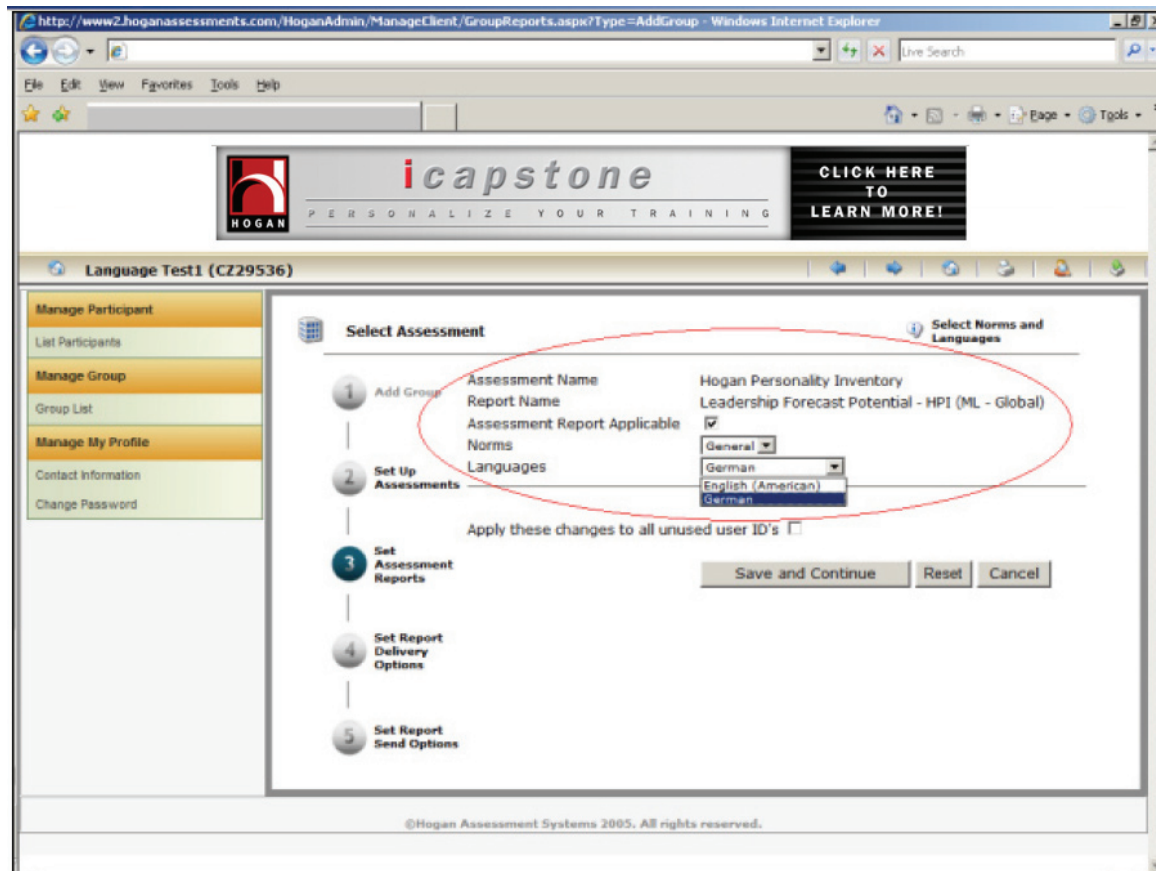 http://www2.hoganassessments.com/HoganAdmin/ManageClient/GroupReports.aspx?Type=AddGroup - Windows Internet Explorer
Live Search
File Edit View Favorites Tools Help
Page Tools
HOGAN
icapstone
PERSONALIZE YOUR TRAINING
CLICK HERE
TO
LEARN MORE!
Language Test1 (CZ29536)
Manage Participant
List Participants
Manage Group
Group List
Manage My Profile
Contact Information
Change Password
Select Assessment
Select Norms and
Languages
1 Add Group
2 Set Up
Assessments
3 Set
Assessment
Reports
4 Set Report
Delivery
Options
5 Set Report
Send Options
Assessment Name Hogan Personality Inventory
Report Name Leadership Forecast Potential - HPI (ML - Global)
Assessment Report Applicable
Norms General
Languages German
English (American)
German
Apply these changes to all unused user ID's
Save and Continue Reset Cancel
©Hogan Assessment Systems 2005. All rights reserved.